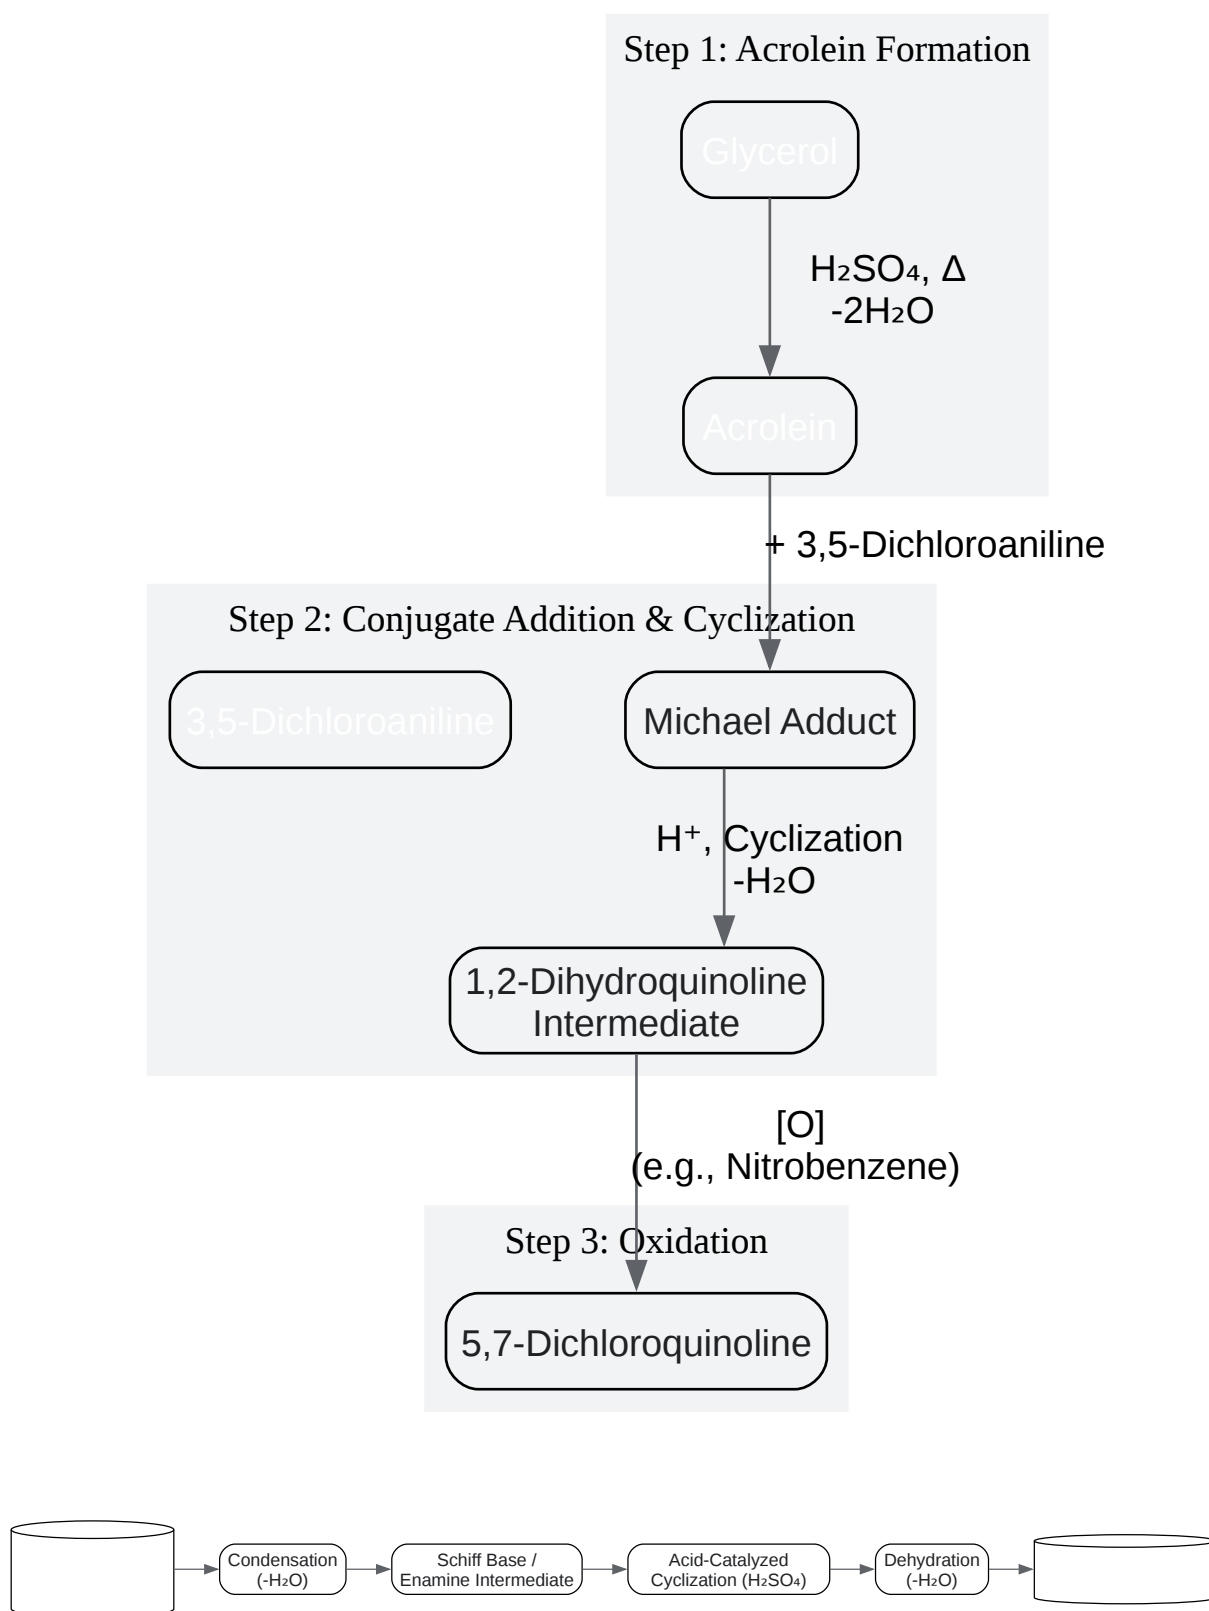 Step 1: Acrolein Formation
Glycerol
H₂SO₄, Δ
-2H₂O
Acrolein
+ 3,5-Dichloroaniline
Step 2: Conjugate Addition & Cyclization
3,5-Dichloroaniline
Michael Adduct
H⁺, Cyclization
-H₂O
1,2-Dihydroquinoline
Intermediate
[O]
(e.g., Nitrobenzene)
Step 3: Oxidation
5,7-Dichloroquinoline
Condensation
(-H₂O)
Schiff Base /
Enamine Intermediate
Acid-Catalyzed
Cyclization (H₂SO₄)
Dehydration
(-H₂O)